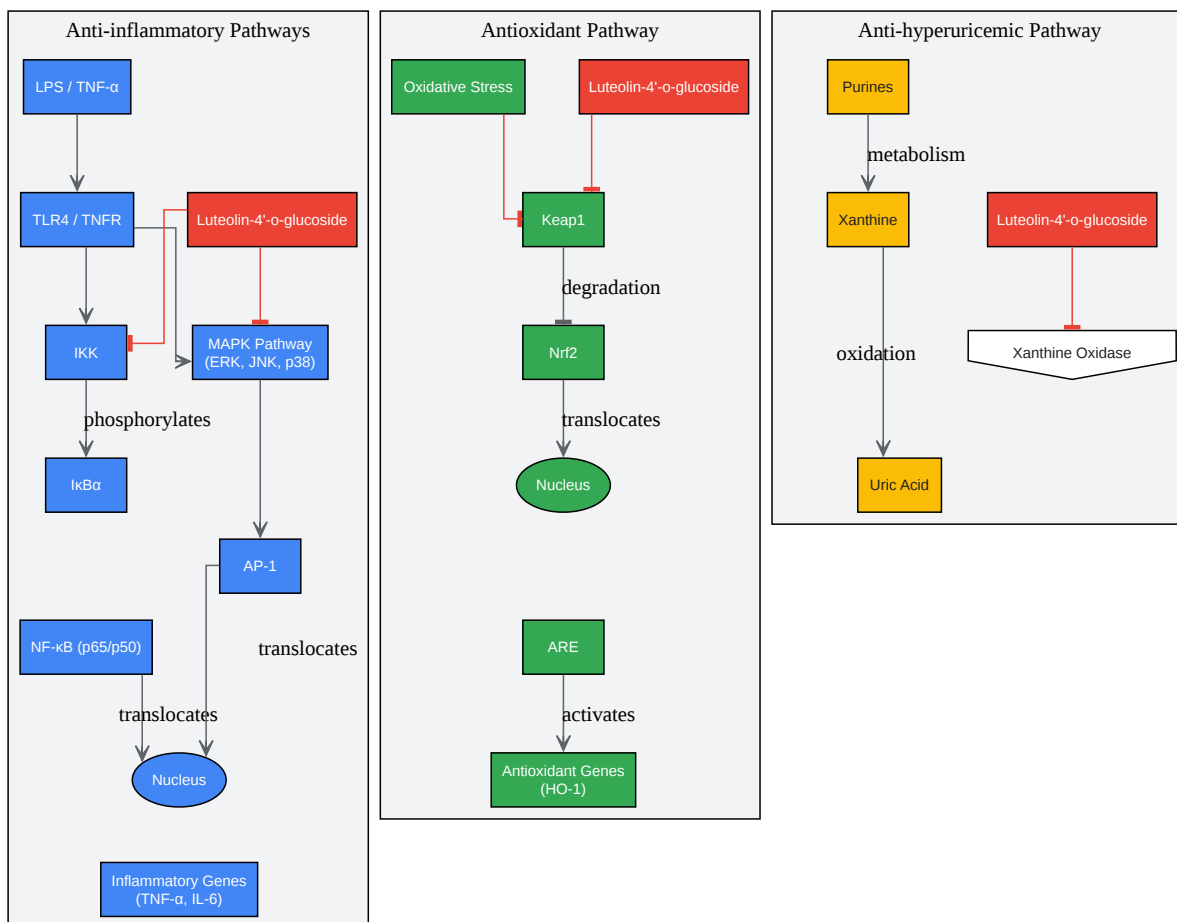 Anti-inflammatory Pathways
LPS / TNF-α
TLR4 / TNFR
Luteolin-4'-o-glucoside
IKK
MAPK Pathway
(ERK, JNK, p38)
phosphorylates
IκBα
AP-1
NF-κB (p65/p50)
translocates
translocates
Nucleus
Inflammatory Genes
(TNF-α, IL-6)
Antioxidant Pathway
Oxidative Stress
Luteolin-4'-o-glucoside
Keap1
degradation
Nrf2
translocates
Nucleus
ARE
activates
Antioxidant Genes
(HO-1)
Anti-hyperuricemic Pathway
Purines
metabolism
Xanthine
Luteolin-4'-o-glucoside
oxidation
Xanthine Oxidase
Uric Acid